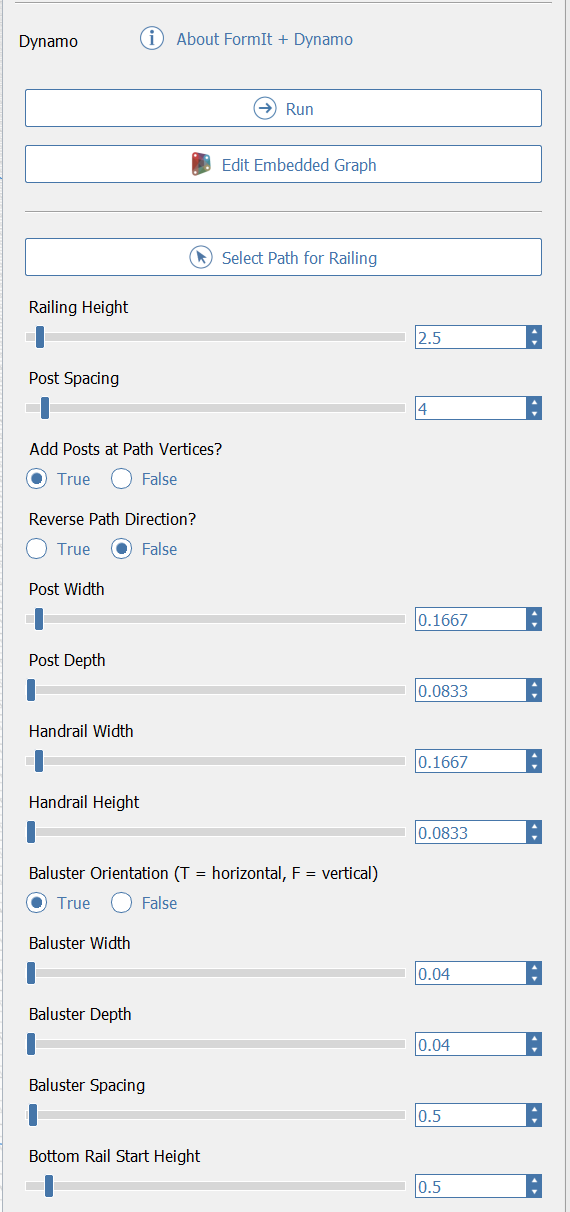 Dynamo About FormIt + Dynamo
Run
Edit Embedded Graph
Select Path for Railing
Railing Height
2.5
Post Spacing
4
Add Posts at Path Vertices?
True False
Reverse Path Direction?
True False
Post Width
0.1667
Post Depth
0.0833
Handrail Width
0.1667
Handrail Height
0.0833
Baluster Orientation (T = horizontal, F = vertical)
True False
Baluster Width
0.04
Baluster Depth
0.04
Baluster Spacing
0.5
Bottom Rail Start Height
0.5